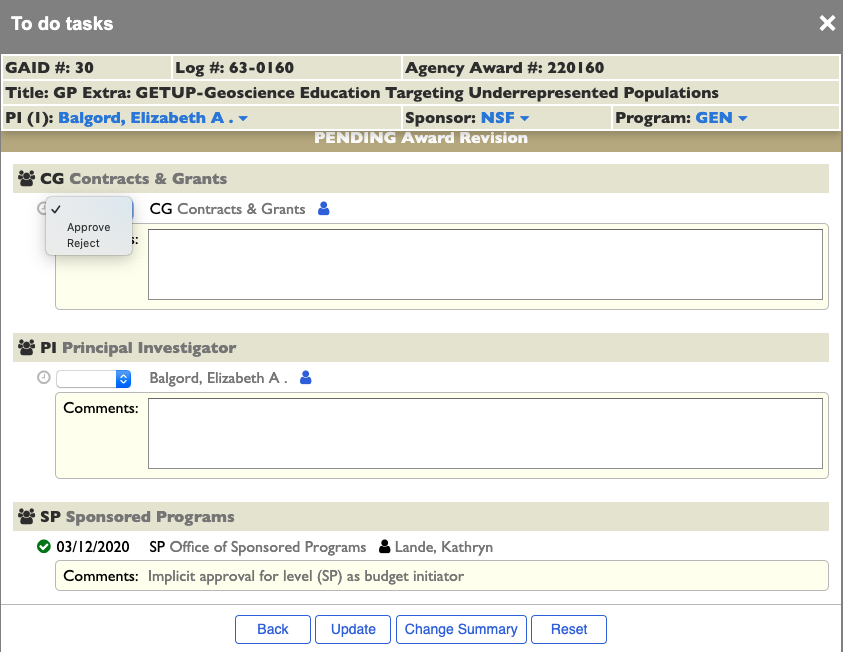 To do tasks
GAID #: 30 Log #: 63-0160 Agency Award #: 220160
Title: GP Extra: GETUP-Geoscience Education Targeting Underrepresented Populations
PI (1): Balgord, Elizabeth A . Sponsor: NSF Program: GEN
PENDING Award Revision
CG Contracts & Grants
CG Contracts & Grants
Approve
Reject
s:
PI Principal Investigator
Balgord, Elizabeth A .
Comments:
SP Sponsored Programs
03/12/2020 SP Office of Sponsored Programs Lande, Kathryn
Comments: Implicit approval for level (SP) as budget initiator
Back Update Change Summary Reset